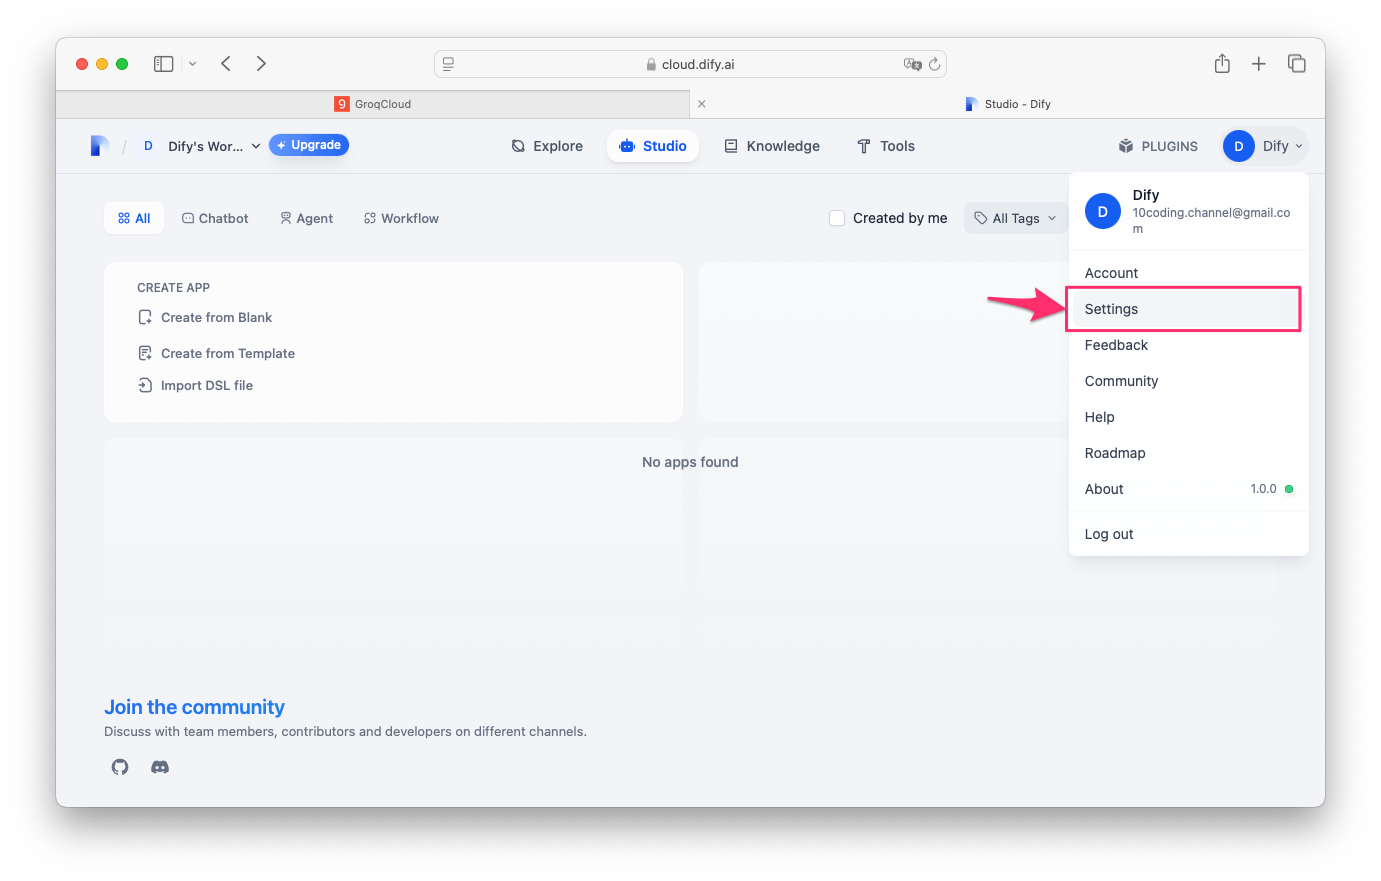 cloud.dify.ai
9 GroqCloud
Studio - Dify
/ D Dify's Wor... Upgrade
Explore
Studio
Knowledge
Tools
PLUGINS
D Dify
All
Chatbot
Agent
Workflow
Created by me
All Tags
D
Dify
10coding.channel@gmail.co
m
Account
Settings
Feedback
Community
Help
Roadmap
About 1.0.0
Log out
CREATE APP
Create from Blank
Create from Template
Import DSL file
No apps found
Join the community
Discuss with team members, contributors and developers on different channels.